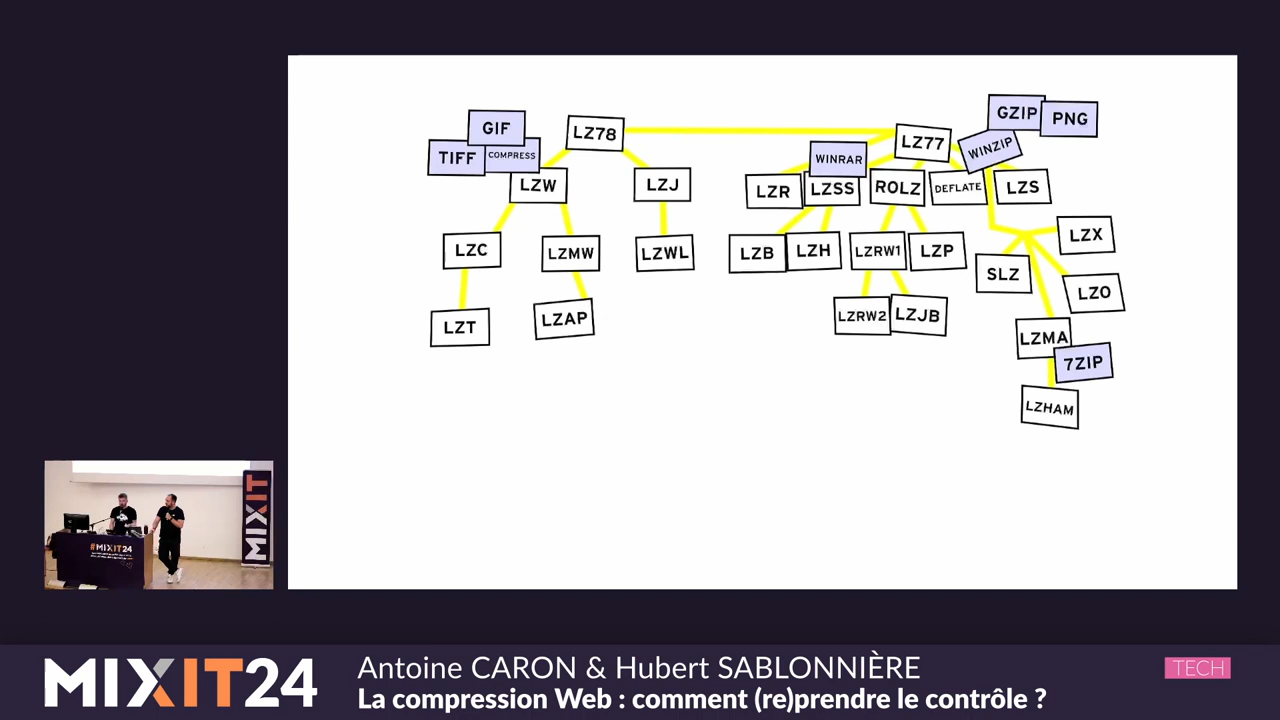 GIF
TIFF
COMPRESS
LZ78
LZW
LZJ
LZC
LZMW
LZWL
LZT
LZAP
LZ77
WINRAR
WINZIP
GZIP
PNG
LZR
LZSS
ROLZ
DEFLATE
LZS
LZB
LZH
LZRW1
LZP
LZX
SLZ
LZO
LZRW2
LZJB
LZMA
7ZIP
LZHAM
MIXIT
#MIXIT24
MIXIT24
Antoine CARON & Hubert SABLONNIÈRE
La compression Web : comment (re)prendre le contrôle ?
TECH